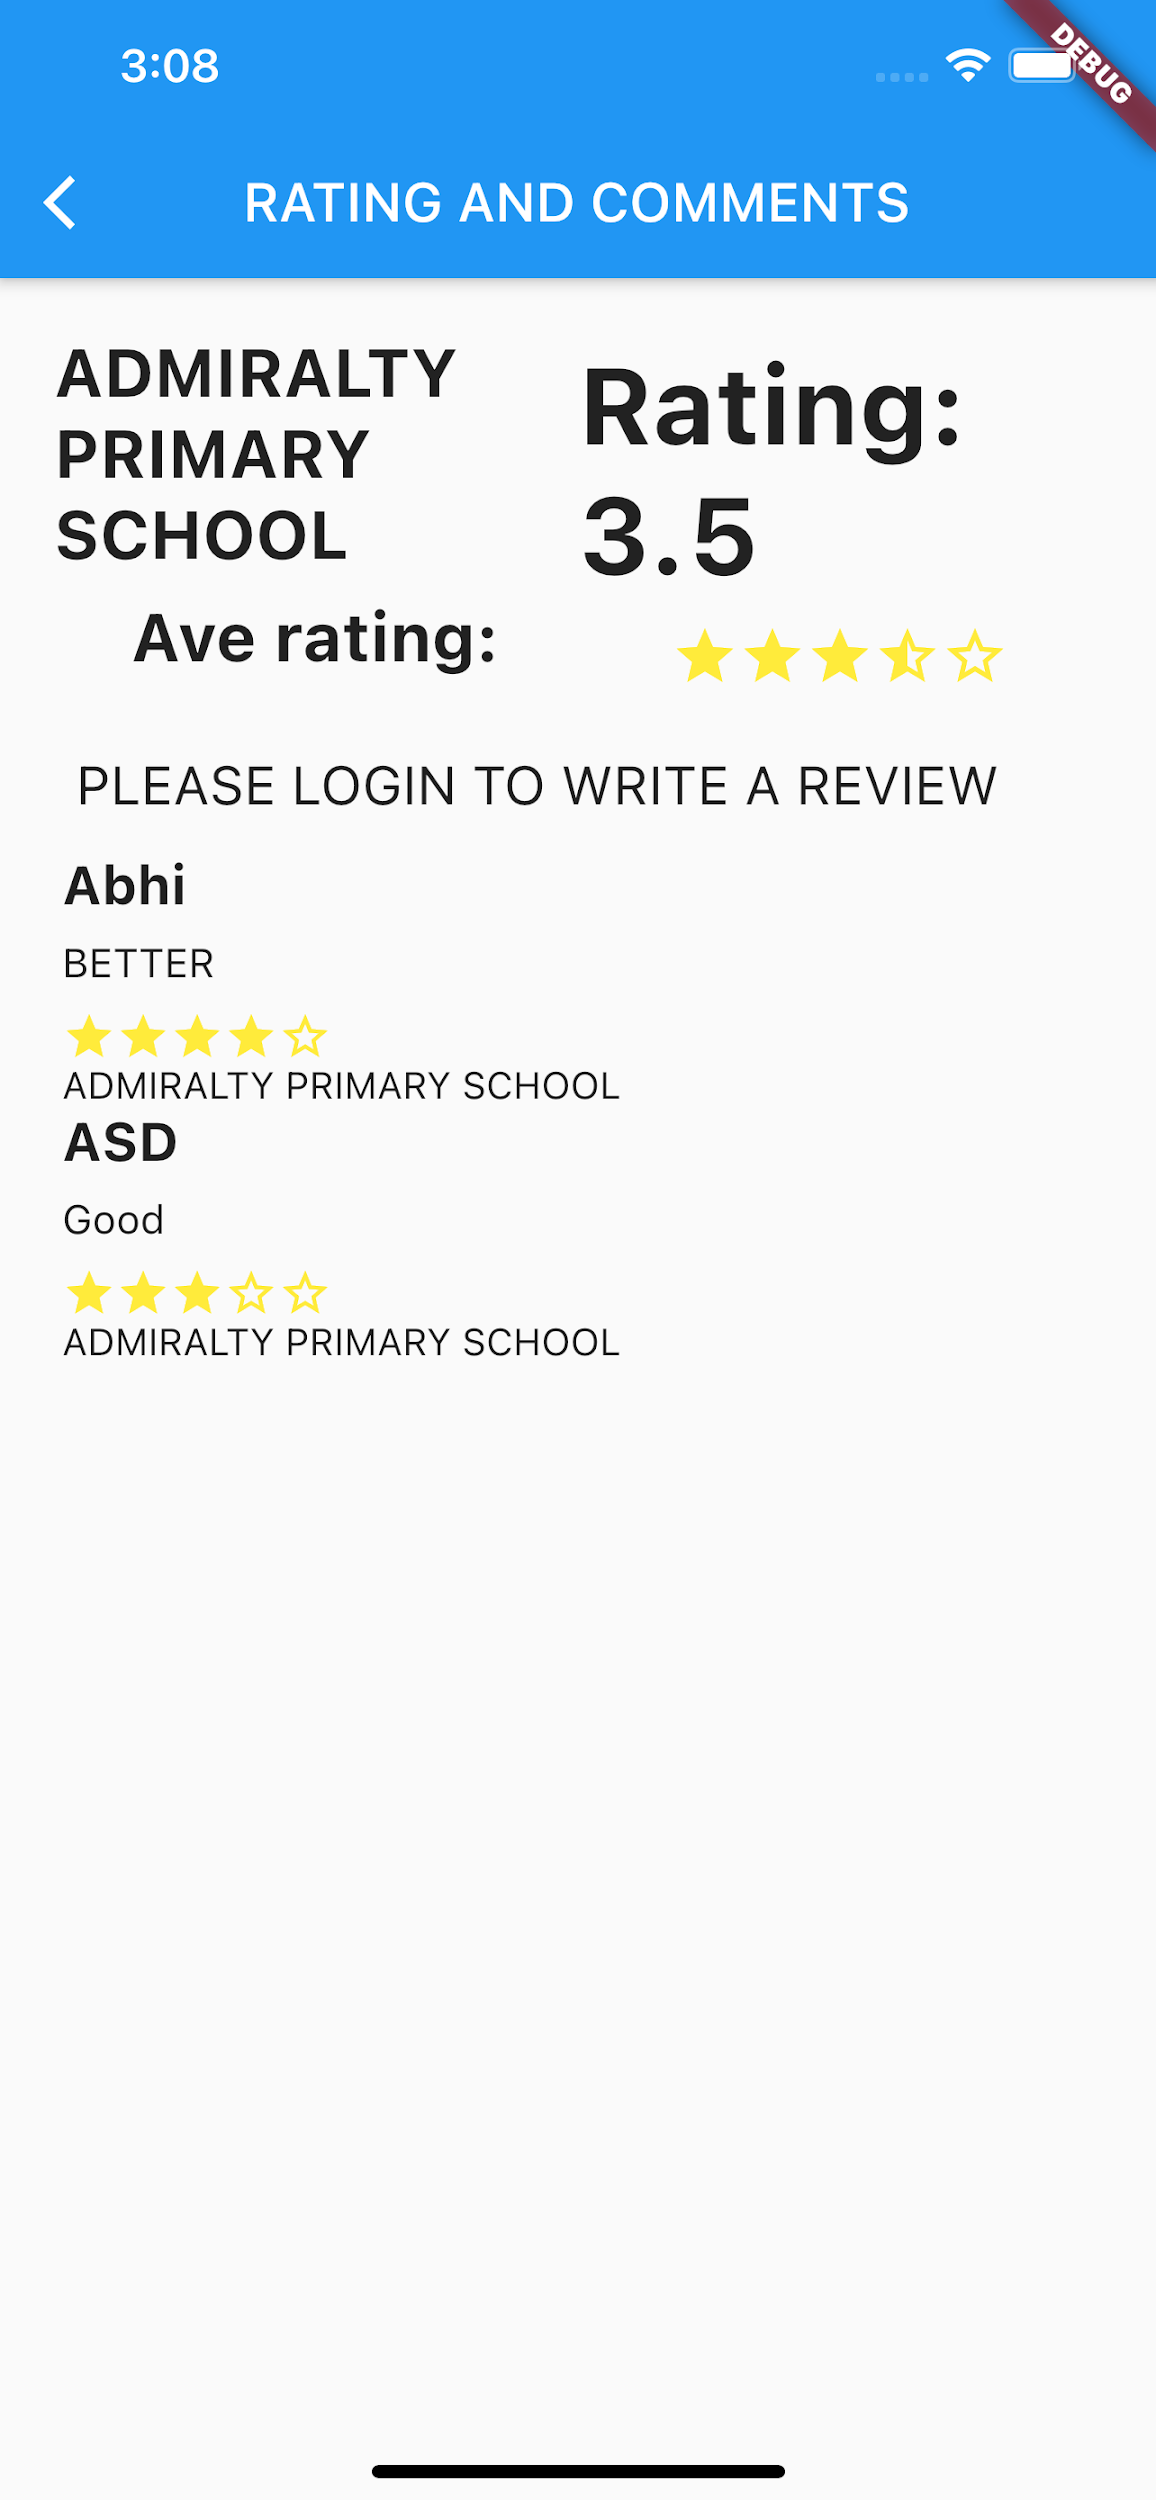 3:08
DEBUG
RATING AND COMMENTS
ADMIRALTY
PRIMARY
SCHOOL
Rating:
3.5
Ave rating:
PLEASE LOGIN TO WRITE A REVIEW
Abhi
BETTER
ADMIRALTY PRIMARY SCHOOL
ASD
Good
ADMIRALTY PRIMARY SCHOOL